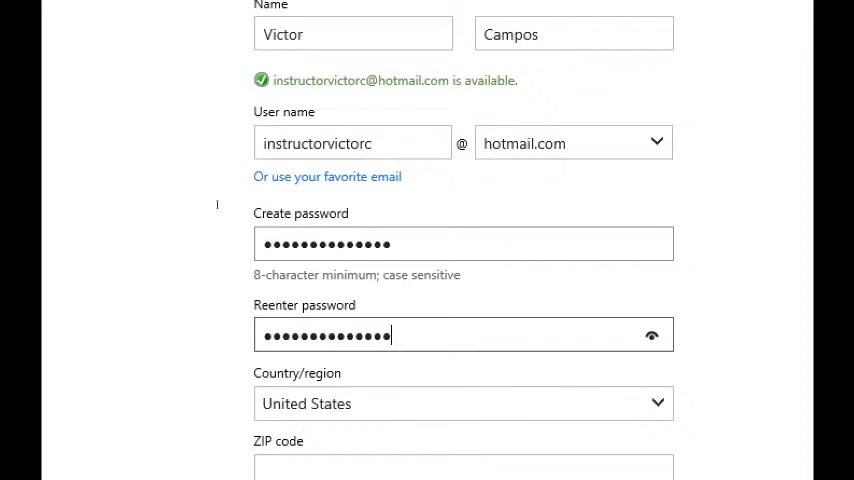 Name
Victor Campos
instructorvictorc@hotmail.com is available.
User name
instructorvictorc @ hotmail.com
Or use your favorite email
Create password
●●●●●●●●●●●●●●
8-character minimum; case sensitive
Reenter password
●●●●●●●●●●●●●●
Country/region
United States
ZIP code